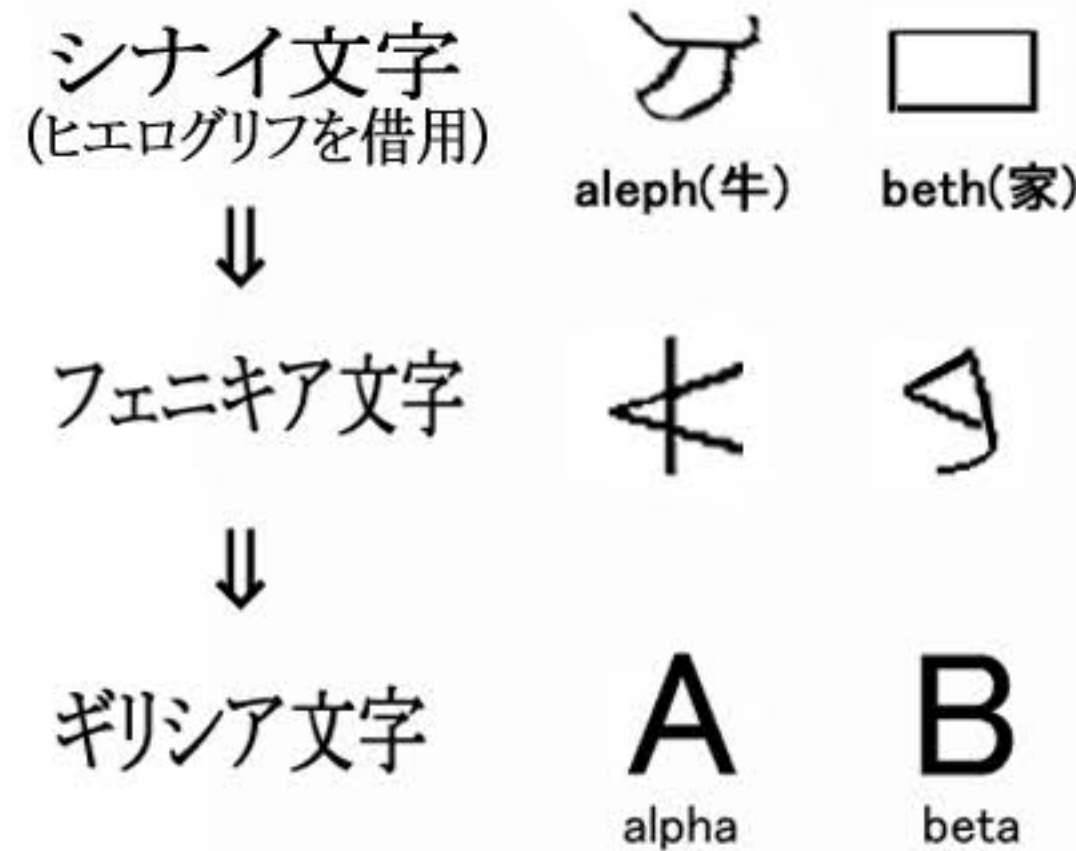 シナイ文字
(ヒエログリフを借用)
aleph(牛)
beth(家)
⇓
フェニキア文字
⇓
ギリシア文字
A
B
alpha
beta